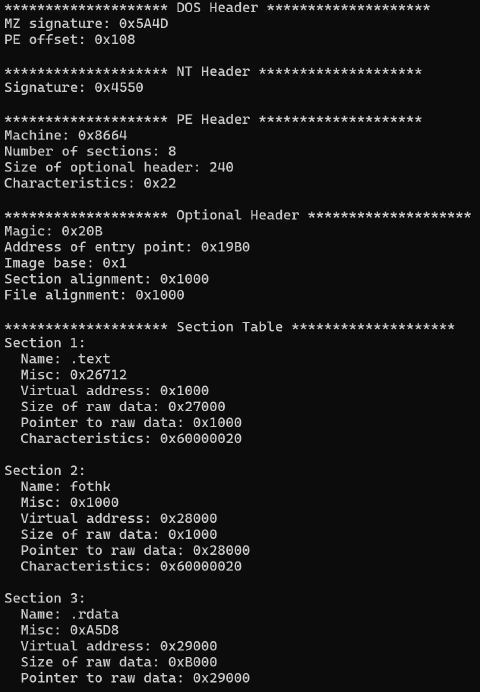 ******************** DOS Header ********************
MZ signature: 0x5A4D
PE offset: 0x108
******************** NT Header ********************
Signature: 0x4550
******************** PE Header ********************
Machine: 0x8664
Number of sections: 8
Size of optional header: 240
Characteristics: 0x22
******************** Optional Header ********************
Magic: 0x20B
Address of entry point: 0x19B0
Image base: 0x1
Section alignment: 0x1000
File alignment: 0x1000
******************** Section Table ********************
Section 1:
  Name: .text
  Misc: 0x26712
  Virtual address: 0x1000
  Size of raw data: 0x27000
  Pointer to raw data: 0x1000
  Characteristics: 0x60000020
Section 2:
  Name: fothk
  Misc: 0x1000
  Virtual address: 0x28000
  Size of raw data: 0x1000
  Pointer to raw data: 0x28000
  Characteristics: 0x60000020
Section 3:
  Name: .rdata
  Misc: 0xA5D8
  Virtual address: 0x29000
  Size of raw data: 0xB000
  Pointer to raw data: 0x29000